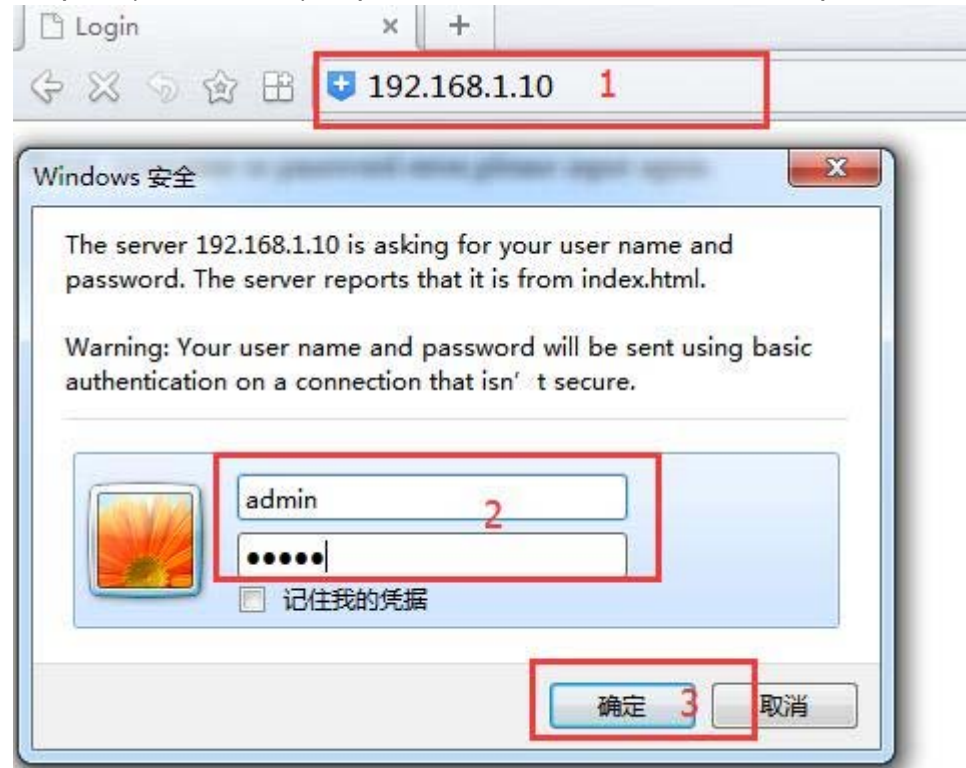 Login
192.168.1.10 1
Windows 安全
The server 192.168.1.10 is asking for your user name and
password. The server reports that it is from index.html.
Warning: Your user name and password will be sent using basic
authentication on a connection that isn' t secure.
admin
2
●●●●●
记住我的凭据
确定 3 取消